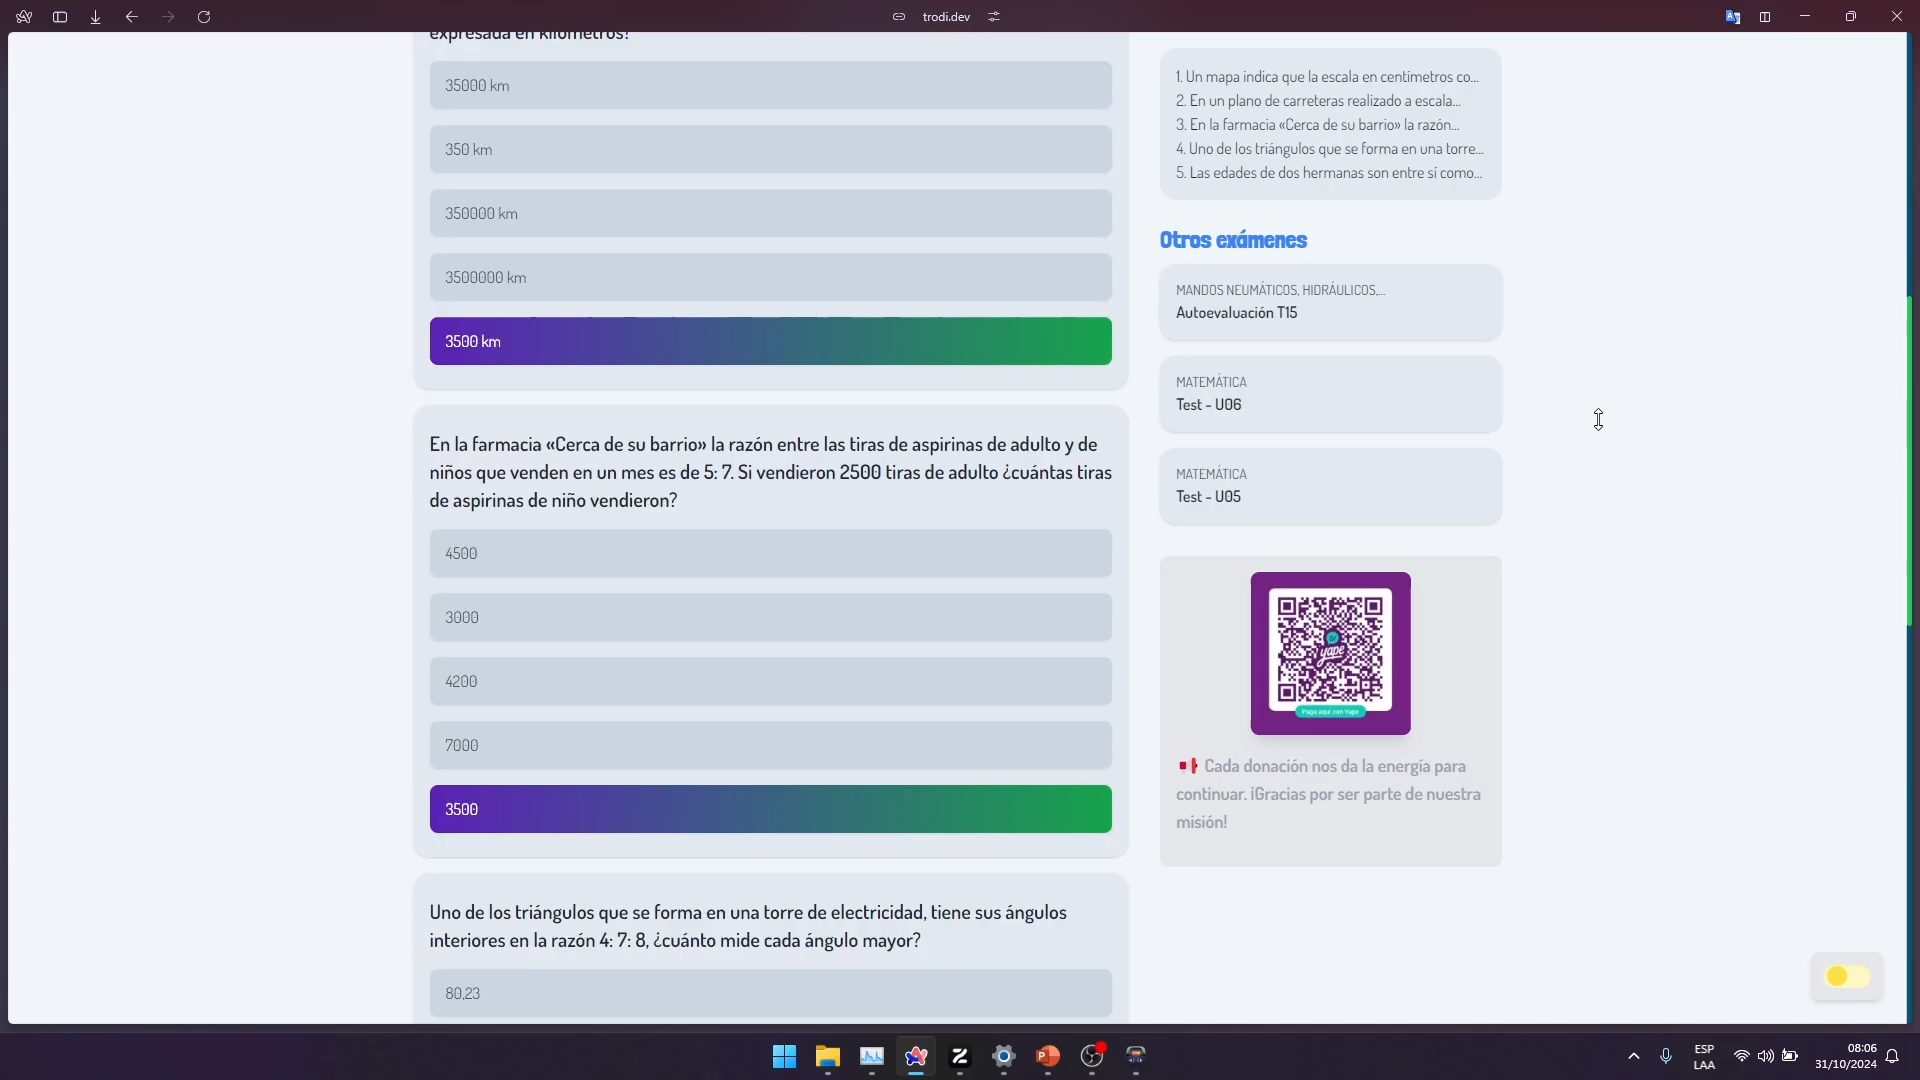 trodi.dev
expresada en kilómetros?
35000 km
350 km
350000 km
3500000 km
3500 km
En la farmacia «Cerca de su barrio» la razón entre las tiras de aspirinas de adulto y de
niños que venden en un mes es de 5: 7. Si vendieron 2500 tiras de adulto ¿cuántas tiras
de aspirinas de niño vendieron?
4500
3000
4200
7000
3500
Uno de los triángulos que se forma en una torre de electricidad, tiene sus ángulos
interiores en la razón 4: 7: 8, ¿cuánto mide cada ángulo mayor?
80,23
1. Un mapa indica que la escala en centímetros co...
2. En un plano de carreteras realizado a escala...
3. En la farmacia «Cerca de su barrio» la razón...
4. Uno de los triángulos que se forma en una torre...
5. Las edades de dos hermanas son entre sí como...
Otros exámenes
MANDOS NEUMÁTICOS, HIDRÁULICOS,...
Autoevaluación T15
MATEMÁTICA
Test - U06
MATEMÁTICA
Test - U05
yape
Paga aquí con Yape
Cada donación nos da la energía para
continuar. ¡Gracias por ser parte de nuestra
misión!
ESP
LAA
08:06
31/10/2024